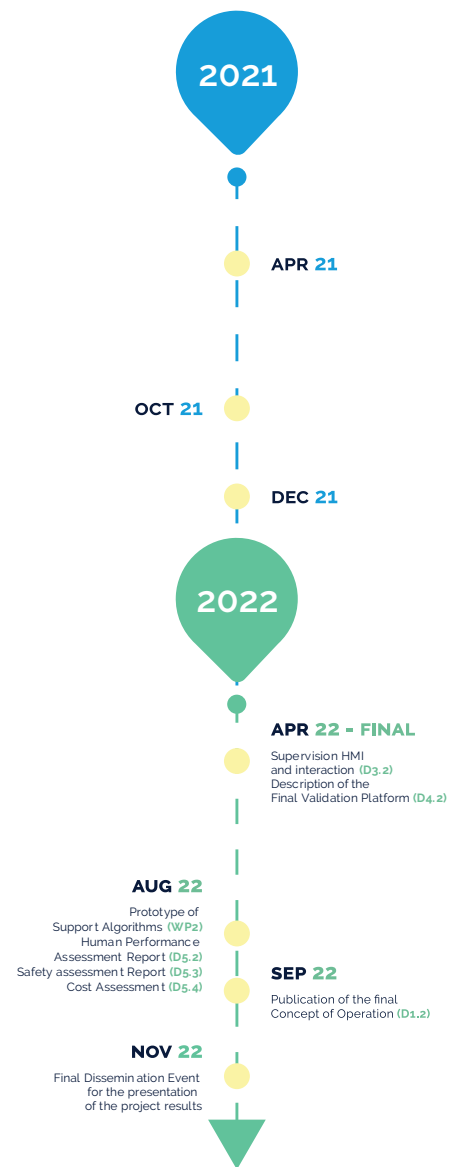 2021
APR 21
OCT 21
DEC 21
2022
APR 22 - FINAL
Supervision HMI
and interaction (D3.2)
Description of the
Final Validation Platform (D4.2)
AUG 22
Prototype of
Support Algorithms (WP2)
Human Performance
Assessment Report (D5.2)
Safety assessment Report (D5.3)
Cost Assessment (D5.4)
SEP 22
Publication of the final
Concept of Operation (D1.2)
NOV 22
Final Dissemination Event
for the presentation
of the project results